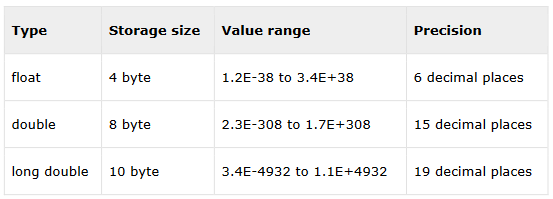 Type Storage size Value range Precision
float 4 byte 1.2E-38 to 3.4E+38 6 decimal places
double 8 byte 2.3E-308 to 1.7E+308 15 decimal places
long double 10 byte 3.4E-4932 to 1.1E+4932 19 decimal places